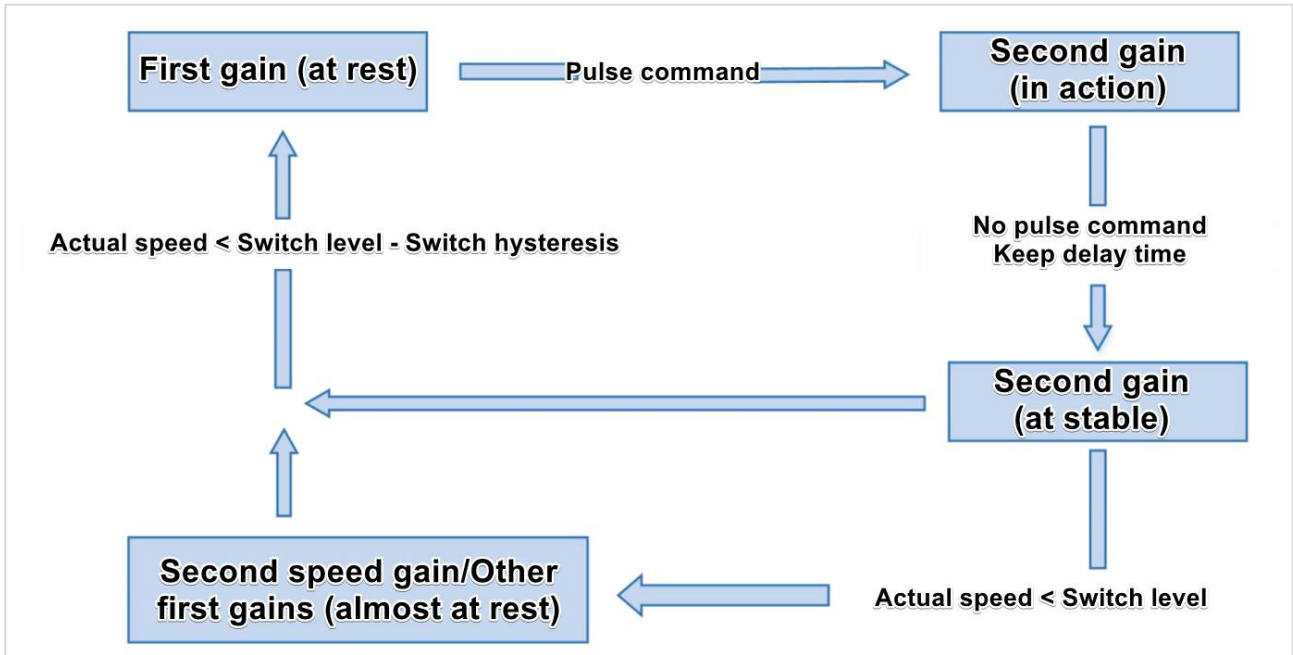 First gain (at rest)
Pulse command
Second gain
(in action)
Actual speed < Switch level - Switch hysteresis
No pulse command
Keep delay time
Second gain
(at stable)
Second speed gain/Other
first gains (almost at rest)
Actual speed < Switch level